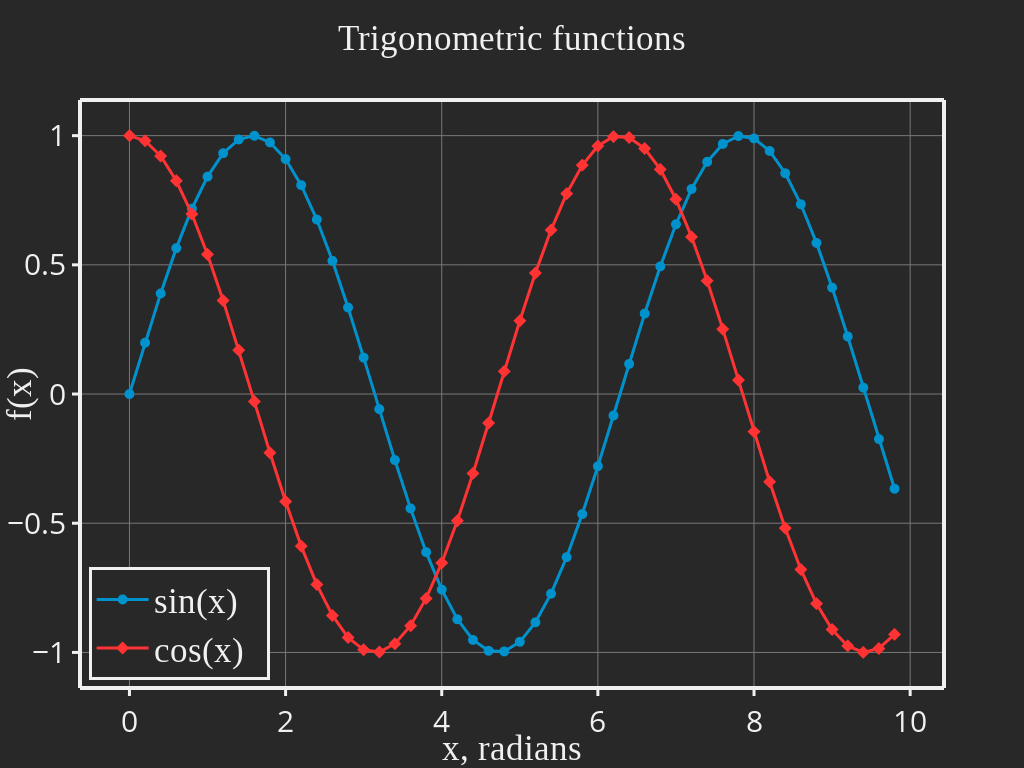 Trigonometric functions
1
0.5
0
−0.5
−1
f(x)
sin(x)
cos(x)
0 2 4 6 8 10
x, radians